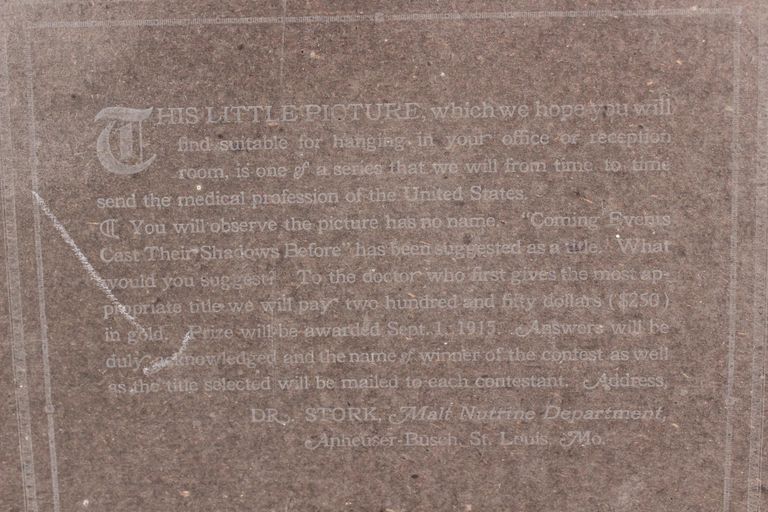 THIS LITTLE PICTURE, which we hope you will
find suitable for hanging in your office or reception
room, is one of a series that we will from time to time
send the medical profession of the United States.
¶ You will observe the picture has no name. "Coming Events
Cast Their Shadows Before" has been suggested as a title. What
would you suggest? To the doctor who first gives the most ap-
propriate title we will pay two hundred and fifty dollars ($250)
in gold. Prize will be awarded Sept. 1, 1915. Answers will be
duly acknowledged and the name of winner of the contest as well
as the title selected will be mailed to each contestant. Address,
DR. STORK, Malt Nutrine Department,
Anheuser-Busch, St. Louis, Mo.